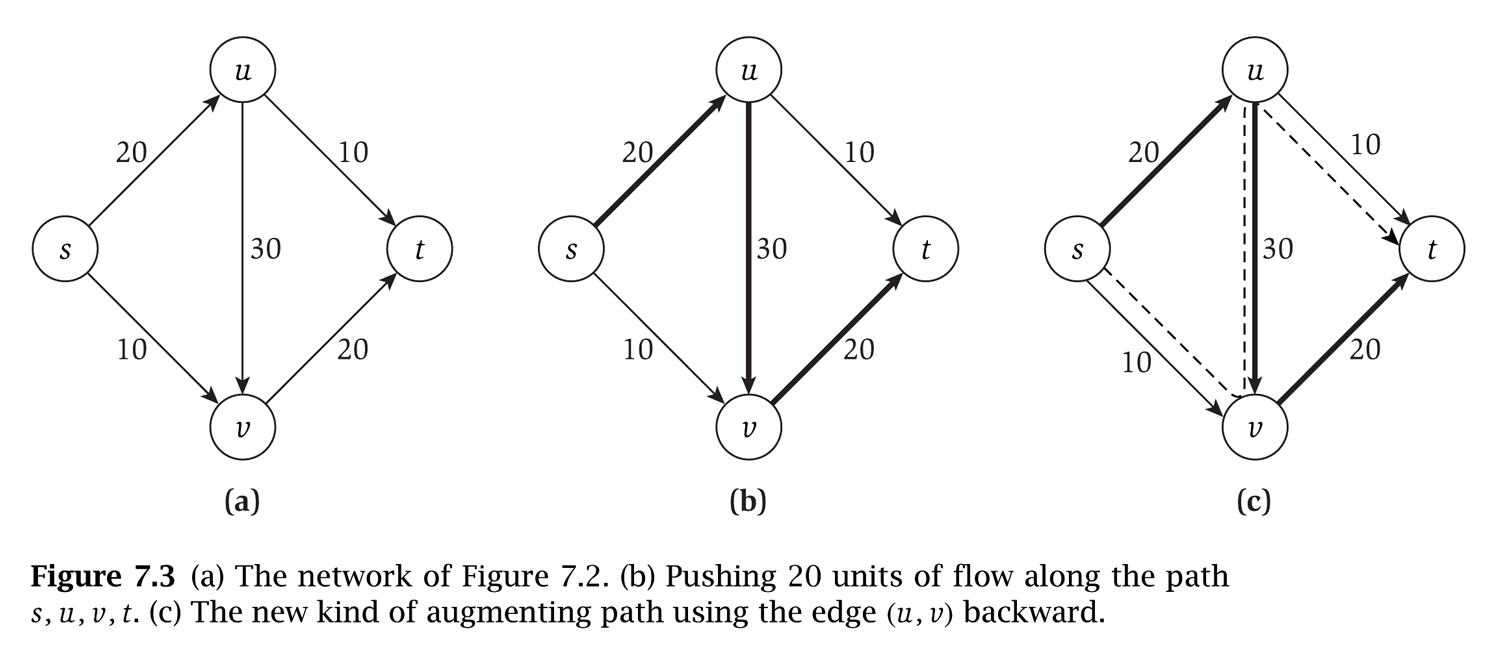 u u u
20 10 20 10 20 10
s 30 t s 30 t s 30 t
10 20 10 20 10 20
v v v
(a) (b) (c)
Figure 7.3 (a) The network of Figure 7.2. (b) Pushing 20 units of flow along the path
s, u, v, t. (c) The new kind of augmenting path using the edge (u, v) backward.